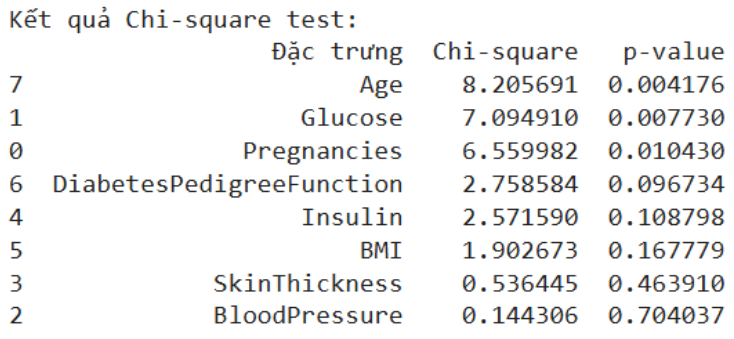 Kết quả Chi-square test:
Đặc trưng Chi-square p-value
7 Age 8.205691 0.004176
1 Glucose 7.094910 0.007730
0 Pregnancies 6.559982 0.010430
6 DiabetesPedigreeFunction 2.758584 0.096734
4 Insulin 2.571590 0.108798
5 BMI 1.902673 0.167779
3 SkinThickness 0.536445 0.463910
2 BloodPressure 0.144306 0.704037